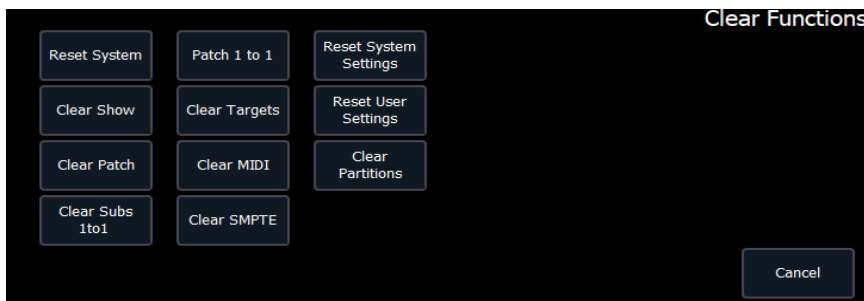 Clear Functions
Reset System
Patch 1 to 1
Reset System
Settings
Clear Show
Clear Targets
Reset User
Settings
Clear Patch
Clear MIDI
Clear
Partitions
Clear Subs
1to1
Clear SMPTE
Cancel